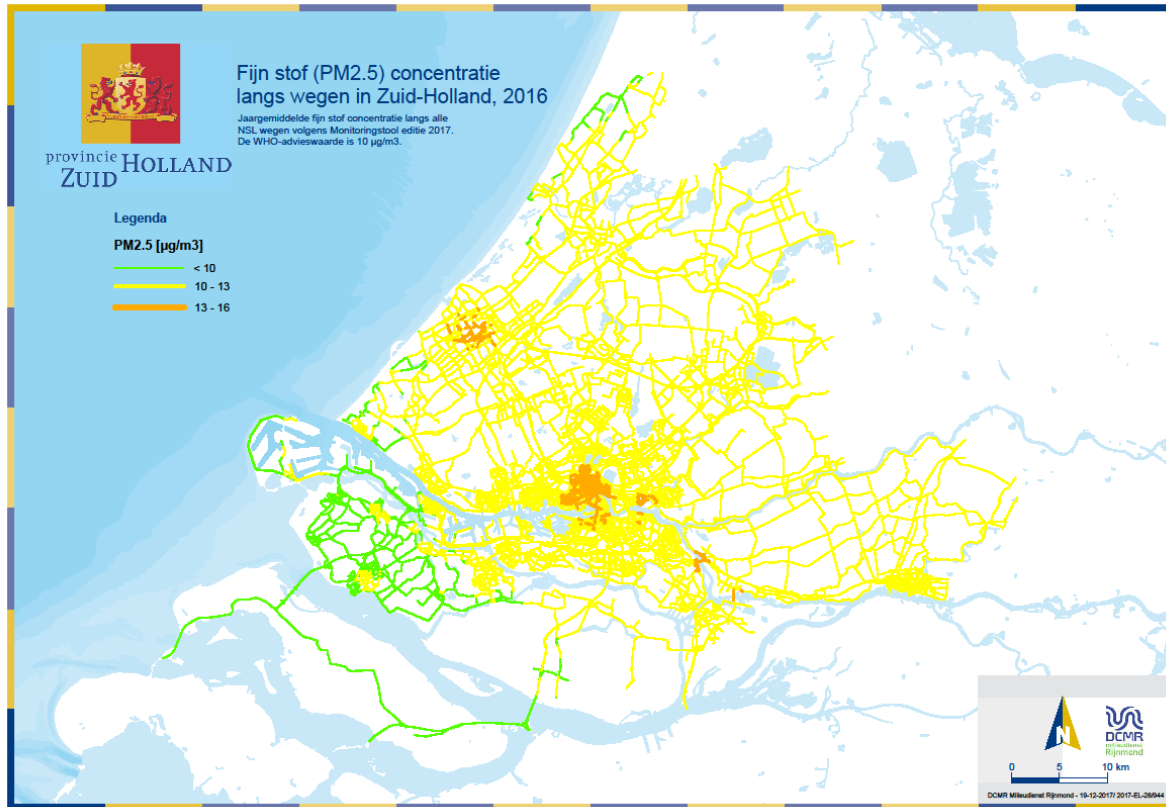 Fijn stof (PM2.5) concentratie
langs wegen in Zuid-Holland, 2016
Jaargemiddelde fijn stof concentratie langs alle
NSL wegen volgens Monitoringstool editie 2017.
De WHO-advieswaarde is 10 µg/m3.
provincie HOLLAND
ZUID
Legenda
PM2.5 [µg/m3]
< 10
10 - 13
13 - 16
N
DCMR
milieudienst
Rijnmond
0 5 10 km
DCMR Milieudienst Rijnmond - 19-12-2017/ 2017-EL-28/944